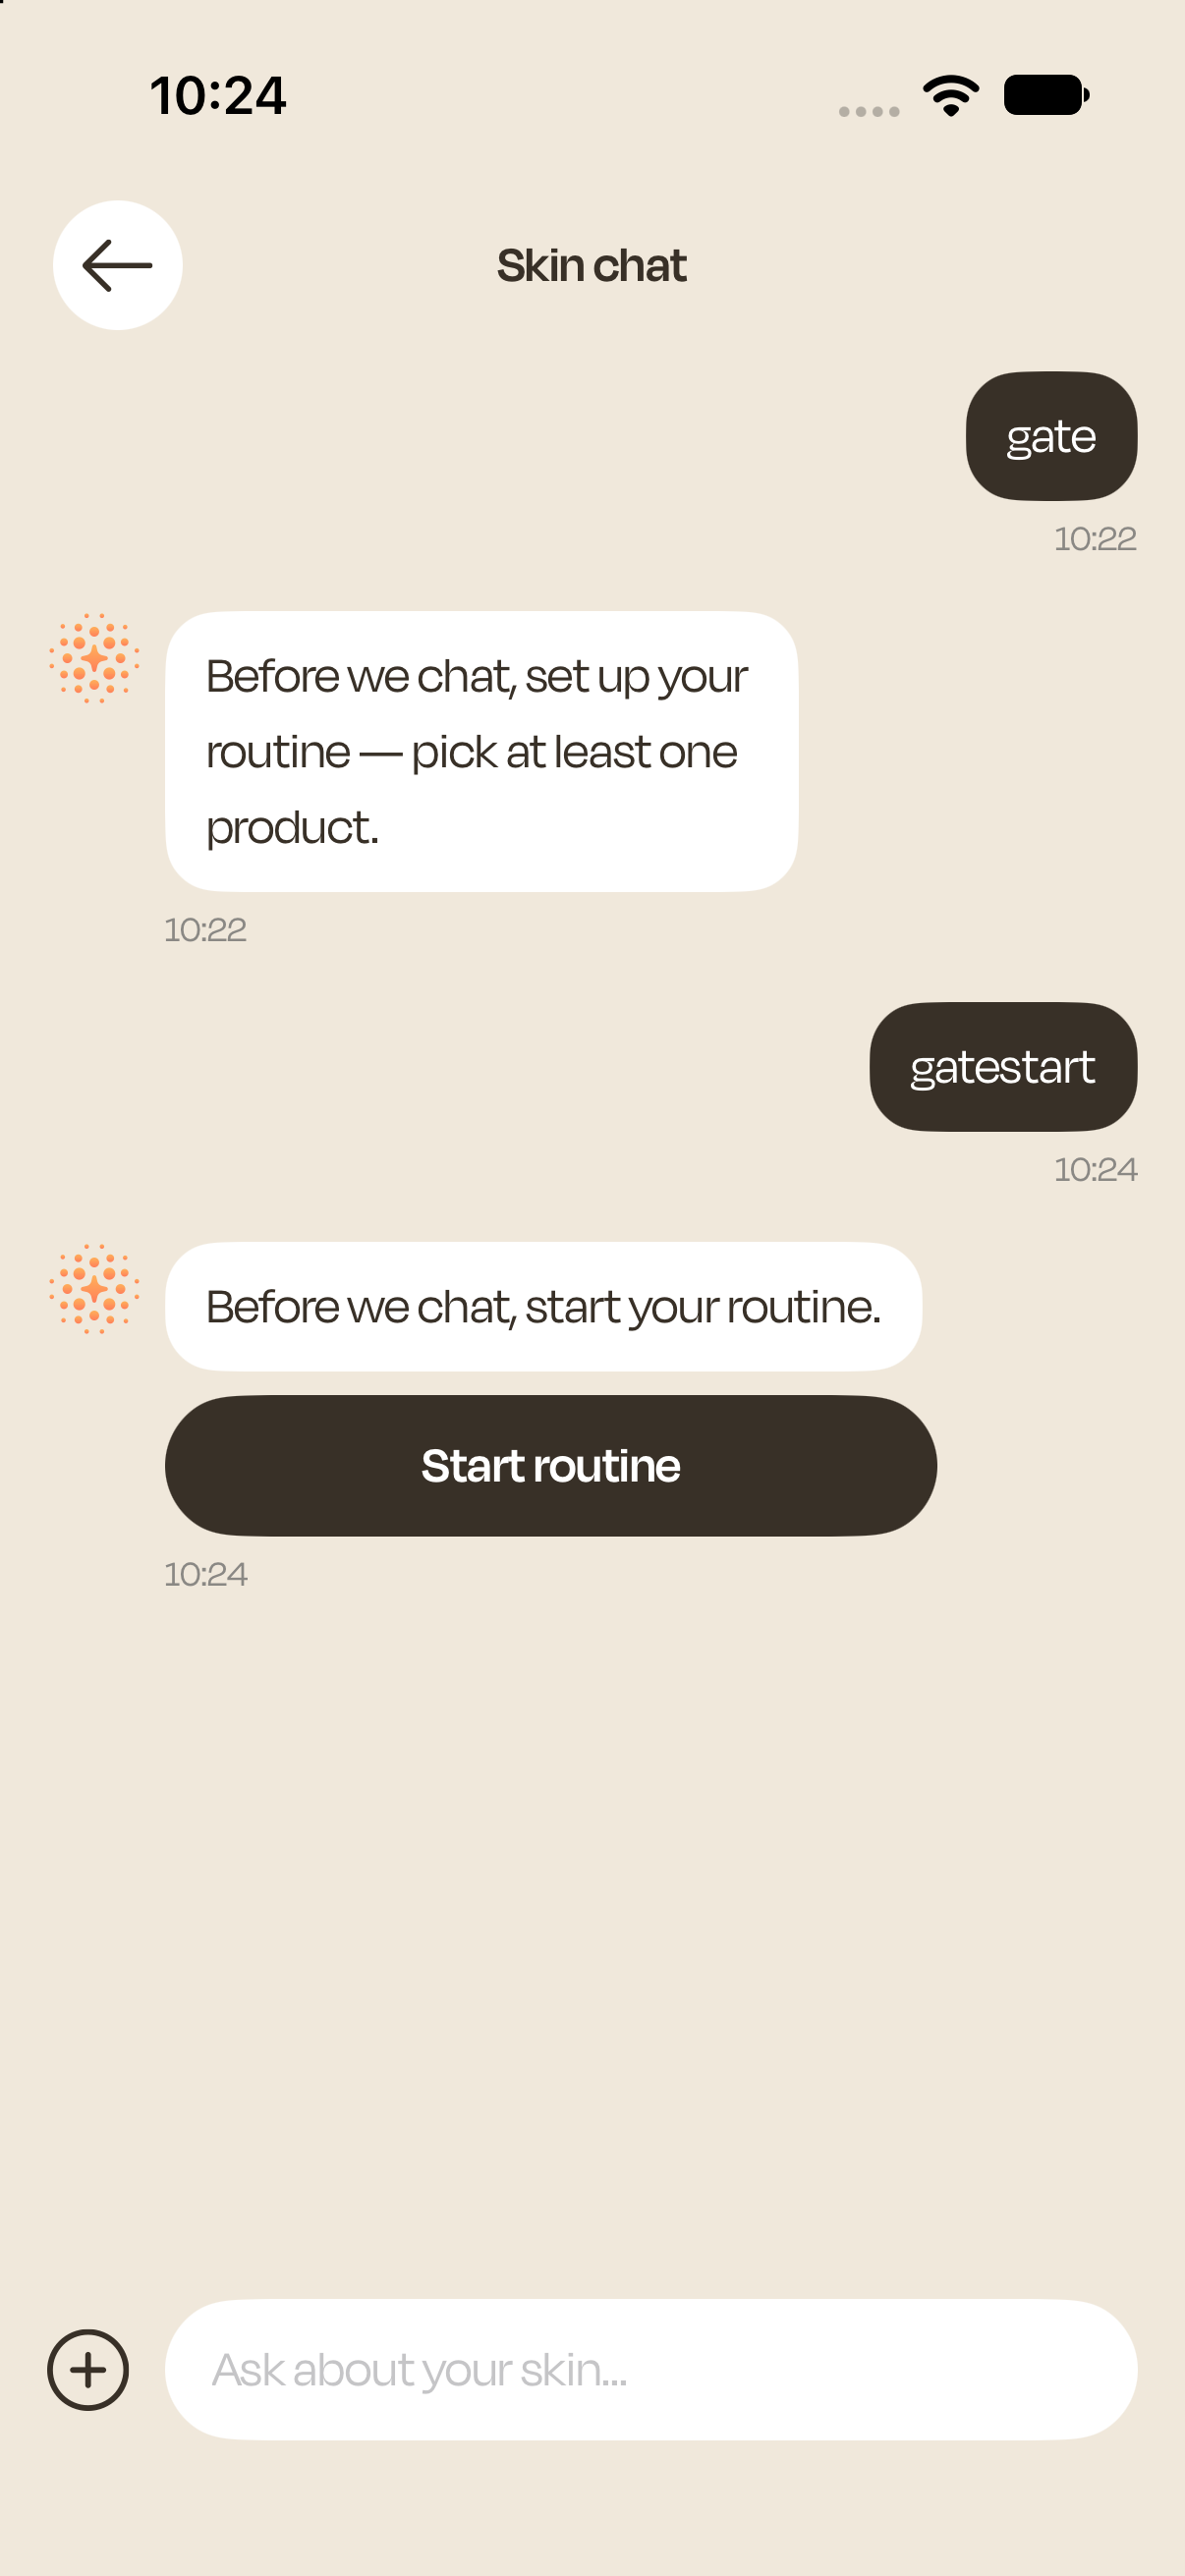 10:24
Skin chat
gate
10:22
Before we chat, set up your
routine — pick at least one
product.
10:22
gatestart
10:24
Before we chat, start your routine.
Start routine
10:24
Ask about your skin...